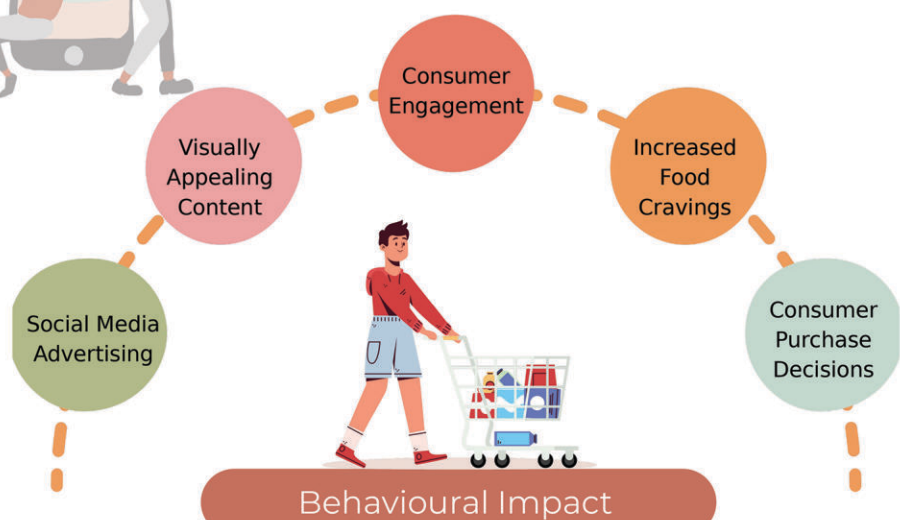 Social Media
Advertising
Visually
Appealing
Content
Consumer
Engagement
Increased
Food
Cravings
Consumer
Purchase
Decisions
Behavioural Impact